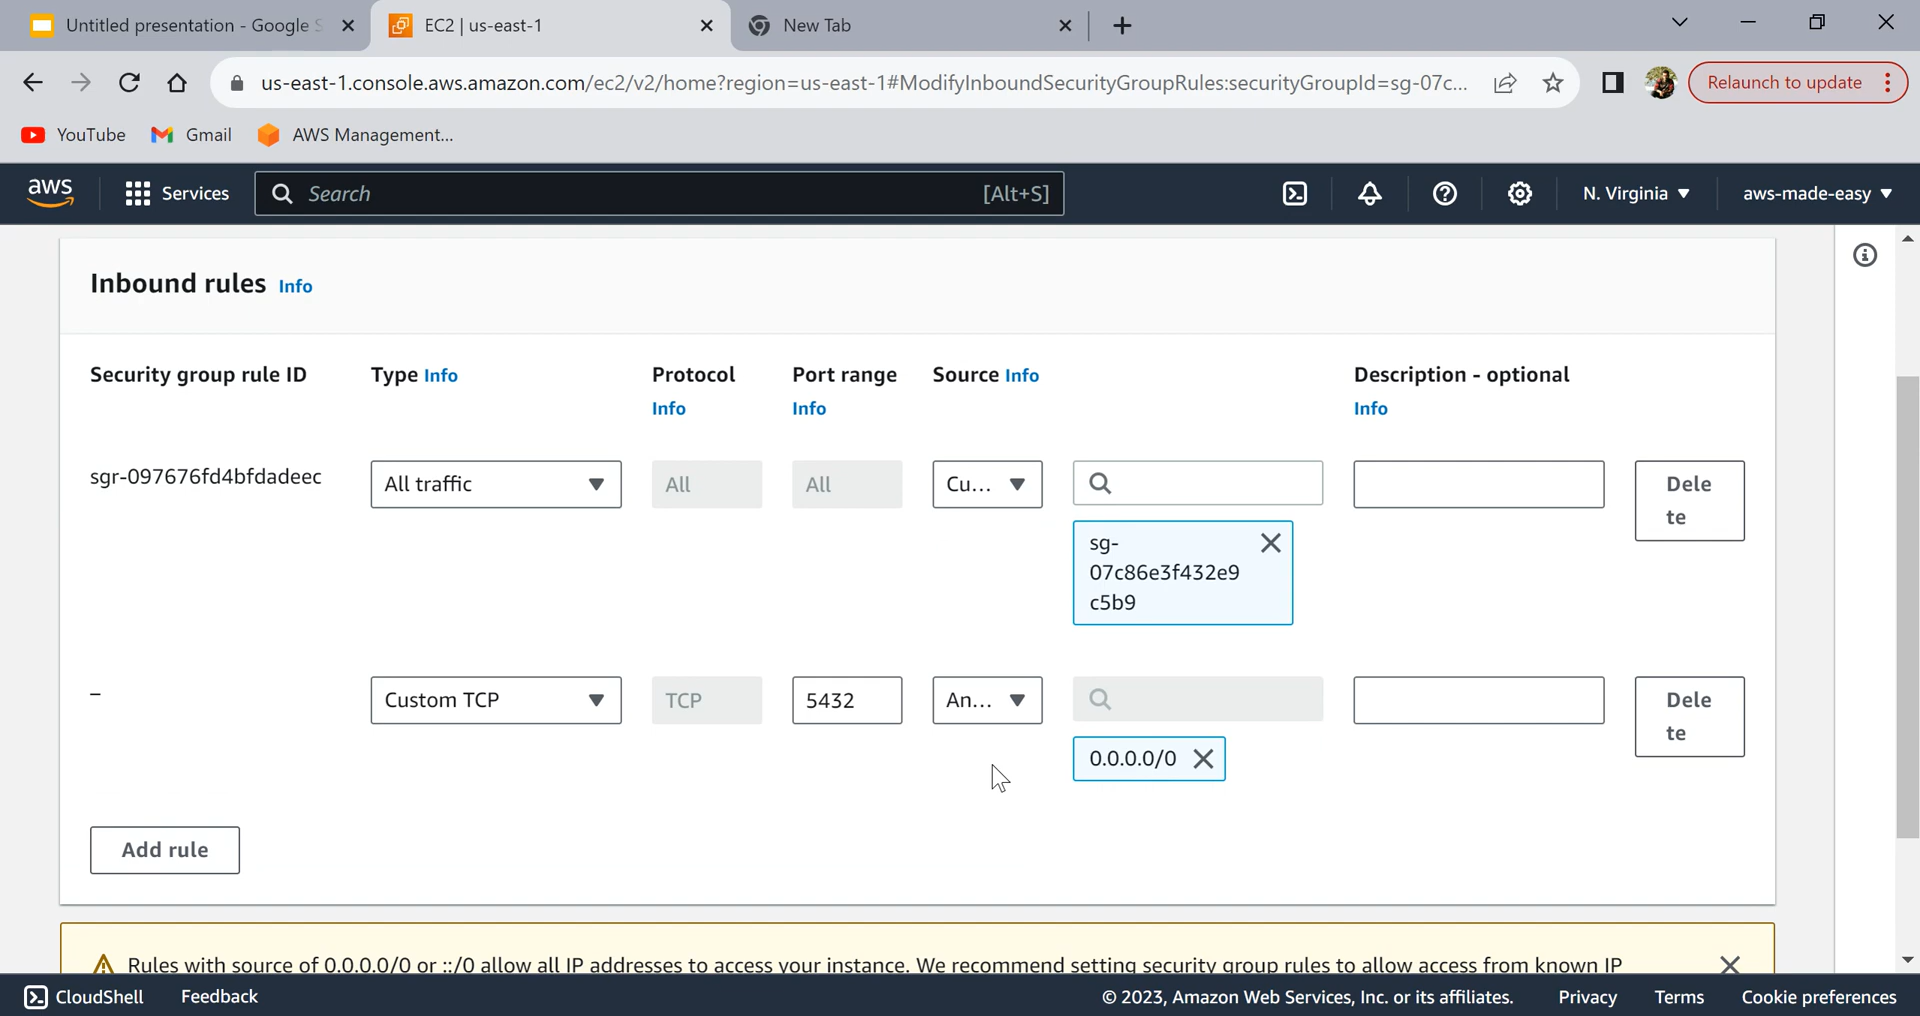 Untitled presentation - Google S
EC2 | us-east-1
New Tab
us-east-1.console.aws.amazon.com/ec2/v2/home?region=us-east-1#ModifyInboundSecurityGroupRules:securityGroupId=sg-07c...
Relaunch to update
YouTube
Gmail
AWS Management...
aws
Services
Search
[Alt+S]
N. Virginia
aws-made-easy
Inbound rules Info
Security group rule ID
Type Info
Protocol
Info
Port range
Info
Source Info
Description - optional
Info
sgr-097676fd4bfdadeec
All traffic
All
All
Cu...
sg-
07c86e3f432e9
c5b9
Dele
te
–
Custom TCP
TCP
5432
An...
0.0.0.0/0
Dele
te
Add rule
Rules with source of 0.0.0.0/0 or ::/0 allow all IP addresses to access your instance. We recommend setting security group rules to allow access from known IP
CloudShell
Feedback
© 2023, Amazon Web Services, Inc. or its affiliates.
Privacy
Terms
Cookie preferences